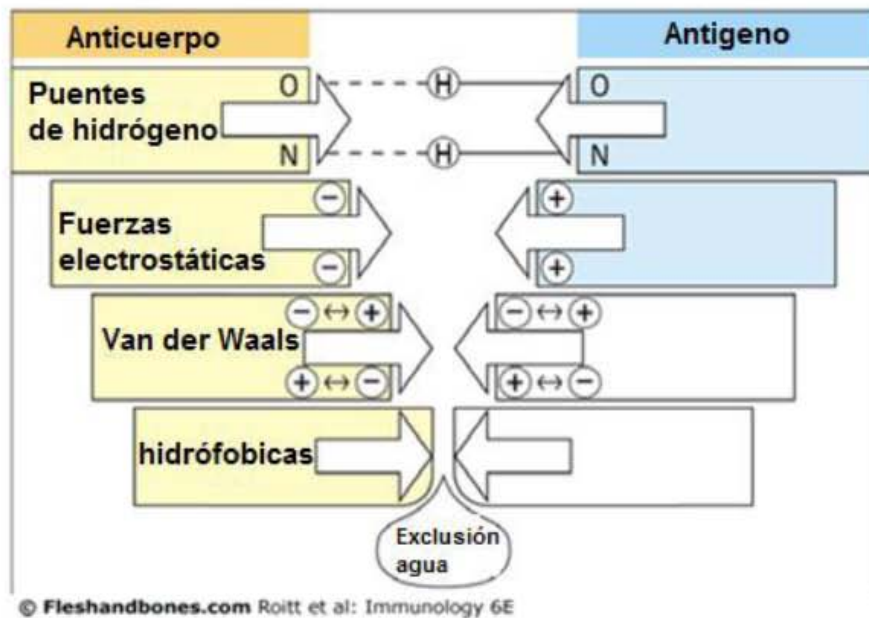 Anticuerpo
Antigeno
Puentes
de hidrógeno
O
H
O
N
H
N
Fuerzas
electrostáticas
−
+
−
+
Van der Waals
− ↔ +
− ↔ +
+ ↔ −
+ ↔ −
hidrófobicas
Exclusión
agua
© Fleshandbones.com Roitt et al: Immunology 6E